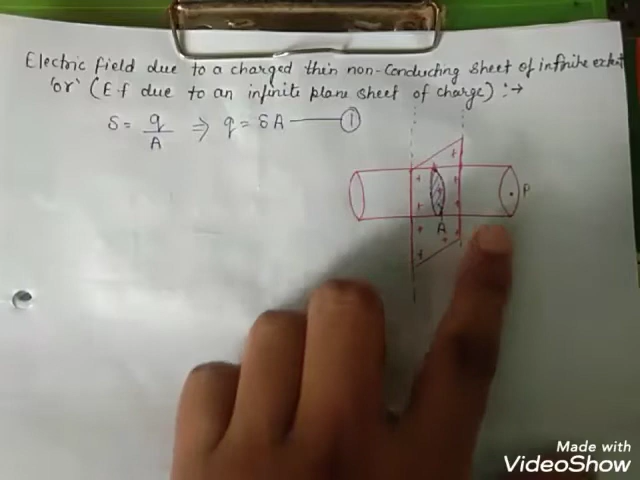 Electric field due to a charged thin non-Conducting sheet of infinite extent
'or' (E.f due to an infinite plane sheet of charge) :→
δ = q/A ⇒ q = δA —— ①
P
A
Made with
VideoShow